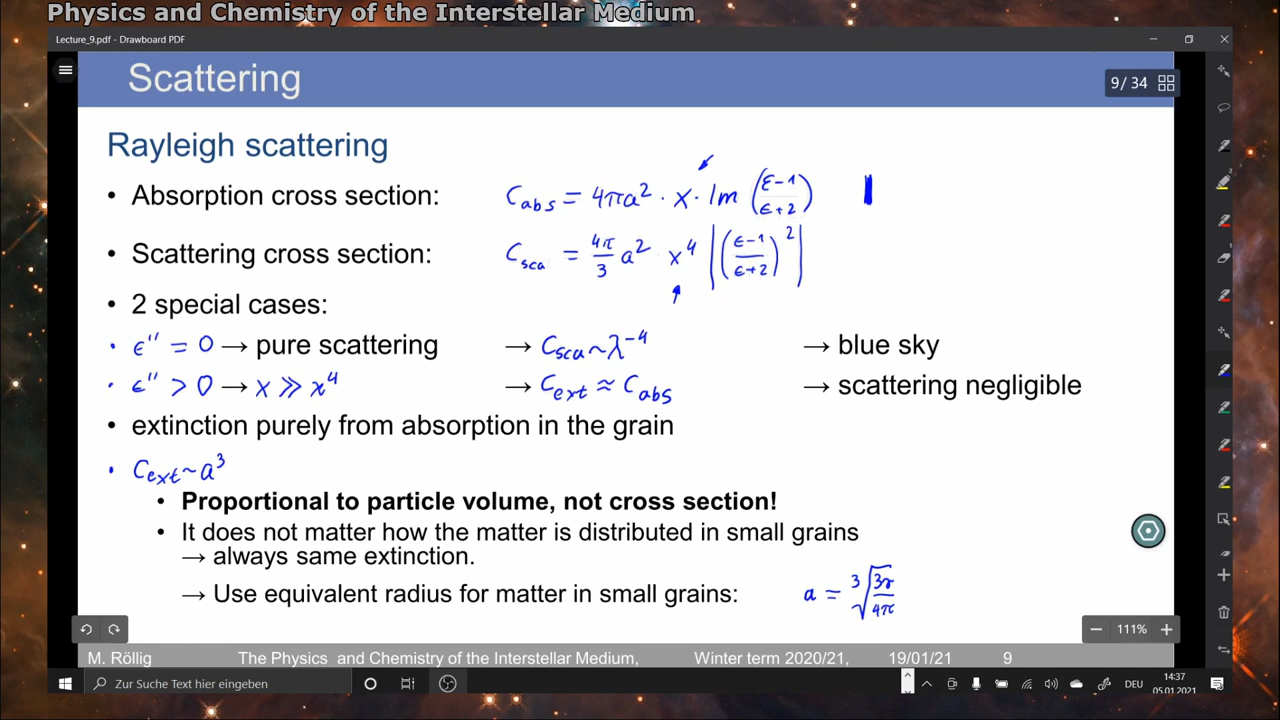 Physics and Chemistry of the Interstellar Medium
Lecture_9.pdf - Drawboard PDF
Scattering
9 / 34
Rayleigh scattering
• Absorption cross section: C_abs = 4πa² · x · Im (ε-1/ε+2)
• Scattering cross section: C_sca = 4π/3 a² · x⁴ |(ε-1/ε+2)²|
• 2 special cases:
• ε'' = 0 → pure scattering → C_sca ~ λ⁻⁴ → blue sky
• ε'' > 0 → x ≫ x⁴ → C_ext ≈ C_abs → scattering negligible
• extinction purely from absorption in the grain
• C_ext ~ a³
• Proportional to particle volume, not cross section!
• It does not matter how the matter is distributed in small grains
→ always same extinction.
→ Use equivalent radius for matter in small grains: a =
111%
M. Röllig The Physics and Chemistry of the Interstellar Medium, Winter term 2020/21, 19/01/21 9
Zur Suche Text hier eingeben
DEU
14:37
05.01.2021